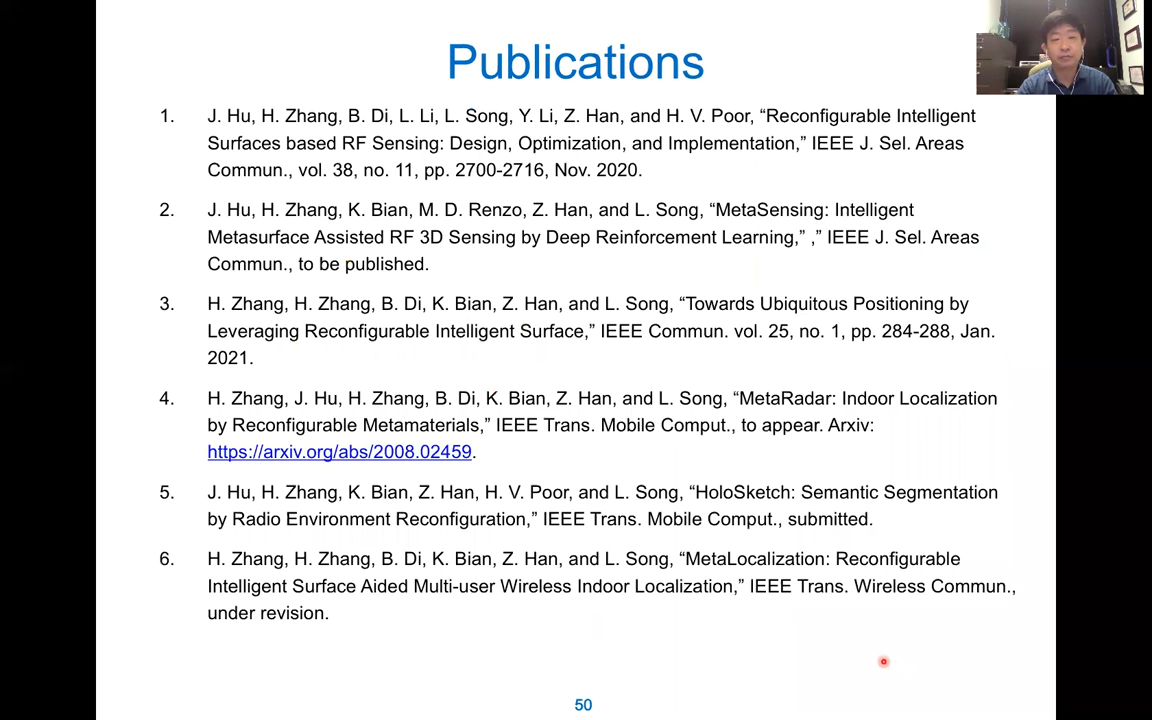 Publications
1. J. Hu, H. Zhang, B. Di, L. Li, L. Song, Y. Li, Z. Han, and H. V. Poor, “Reconfigurable Intelligent
Surfaces based RF Sensing: Design, Optimization, and Implementation,” IEEE J. Sel. Areas
Commun., vol. 38, no. 11, pp. 2700-2716, Nov. 2020.
2. J. Hu, H. Zhang, K. Bian, M. D. Renzo, Z. Han, and L. Song, “MetaSensing: Intelligent
Metasurface Assisted RF 3D Sensing by Deep Reinforcement Learning,” ,” IEEE J. Sel. Areas
Commun., to be published.
3. H. Zhang, H. Zhang, B. Di, K. Bian, Z. Han, and L. Song, “Towards Ubiquitous Positioning by
Leveraging Reconfigurable Intelligent Surface,” IEEE Commun. vol. 25, no. 1, pp. 284-288, Jan.
2021.
4. H. Zhang, J. Hu, H. Zhang, B. Di, K. Bian, Z. Han, and L. Song, “MetaRadar: Indoor Localization
by Reconfigurable Metamaterials,” IEEE Trans. Mobile Comput., to appear. Arxiv:
https://arxiv.org/abs/2008.02459.
5. J. Hu, H. Zhang, K. Bian, Z. Han, H. V. Poor, and L. Song, “HoloSketch: Semantic Segmentation
by Radio Environment Reconfiguration,” IEEE Trans. Mobile Comput., submitted.
6. H. Zhang, H. Zhang, B. Di, K. Bian, Z. Han, and L. Song, “MetaLocalization: Reconfigurable
Intelligent Surface Aided Multi-user Wireless Indoor Localization,” IEEE Trans. Wireless Commun.,
under revision.
50